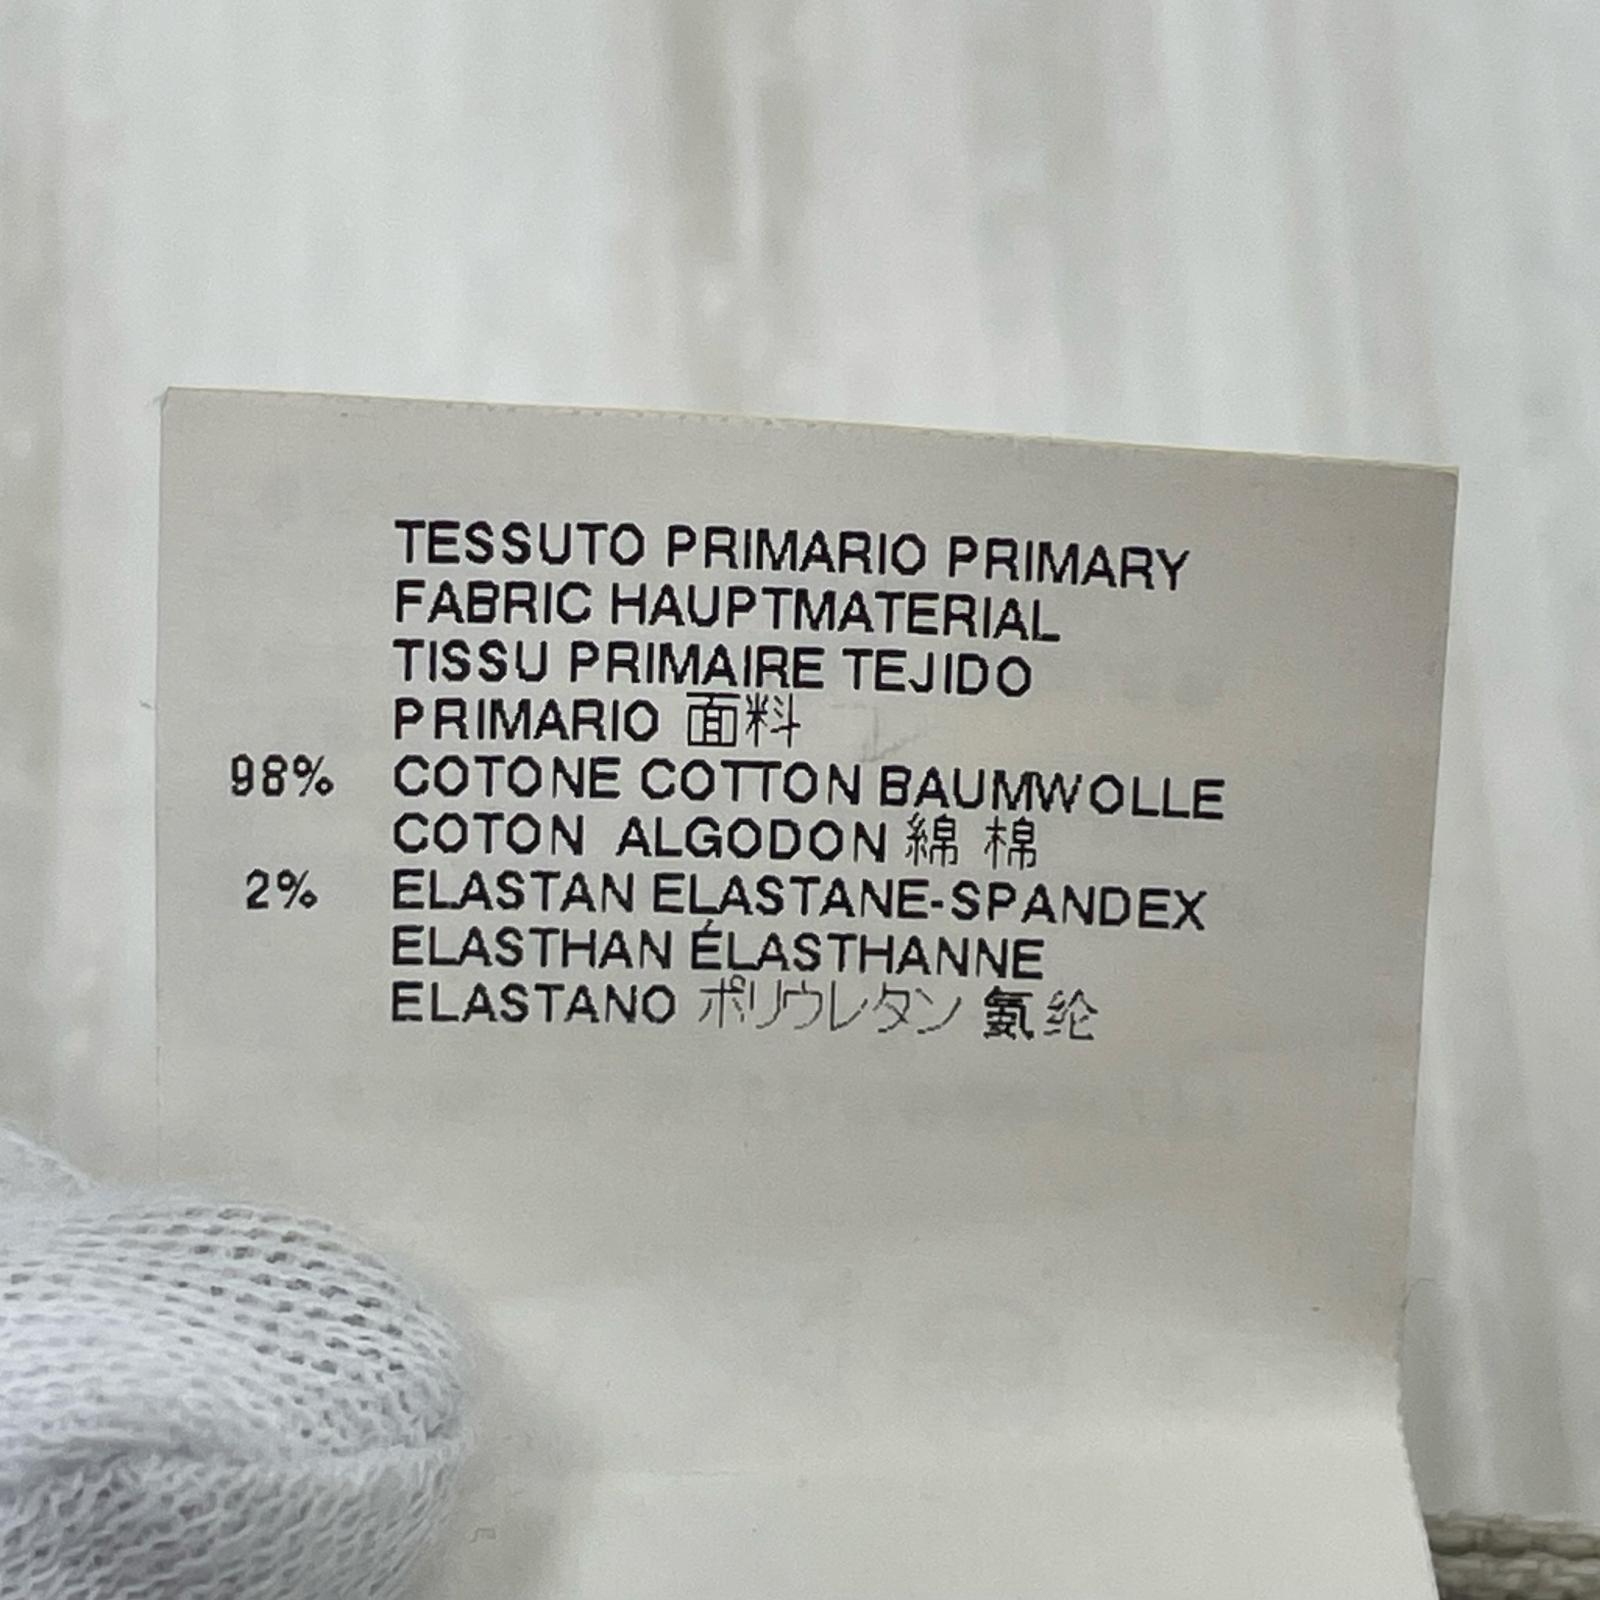 TESSUTO PRIMARIO PRIMARY
FABRIC HAUPTMATERIAL
TISSU PRIMAIRE TEJIDO
PRIMARIO 面料
98% COTONE COTTON BAUMWOLLE
COTON ALGODON 綿 棉
2% ELASTAN ELASTANE-SPANDEX
ELASTHAN ÉLASTHANNE
ELASTANO ポリウレタン 氨纶